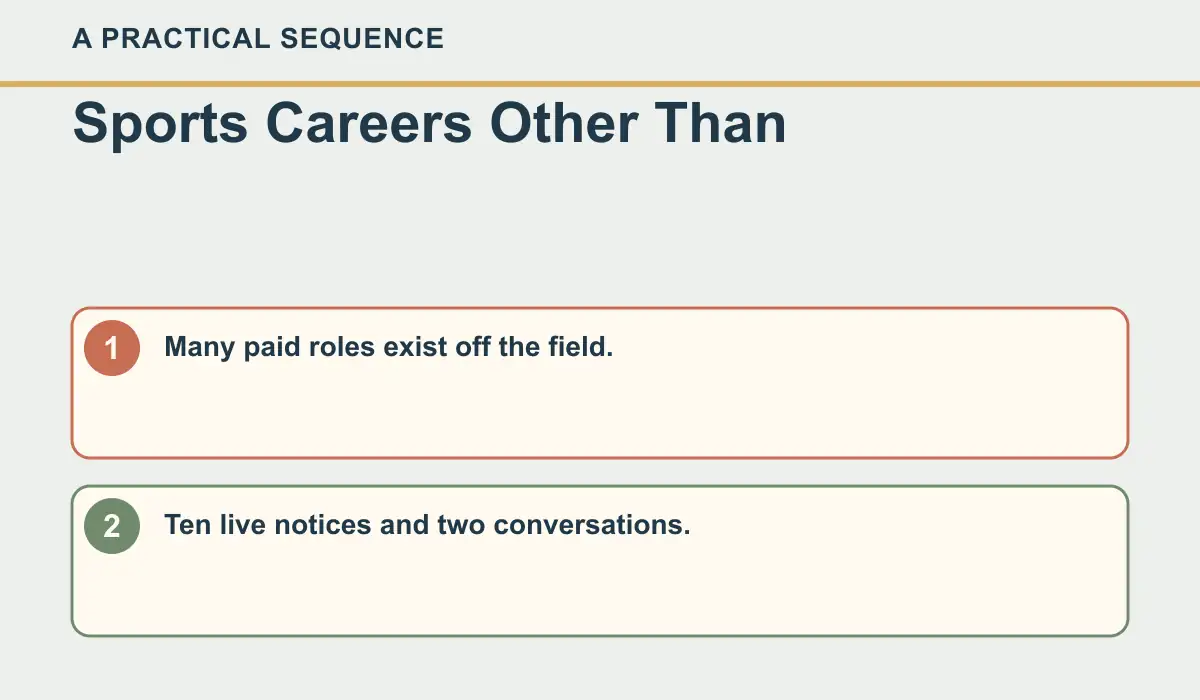 A PRACTICAL SEQUENCE
Sports Careers Other Than
1
Many paid roles exist off the field.
2
Ten live notices and two conversations.